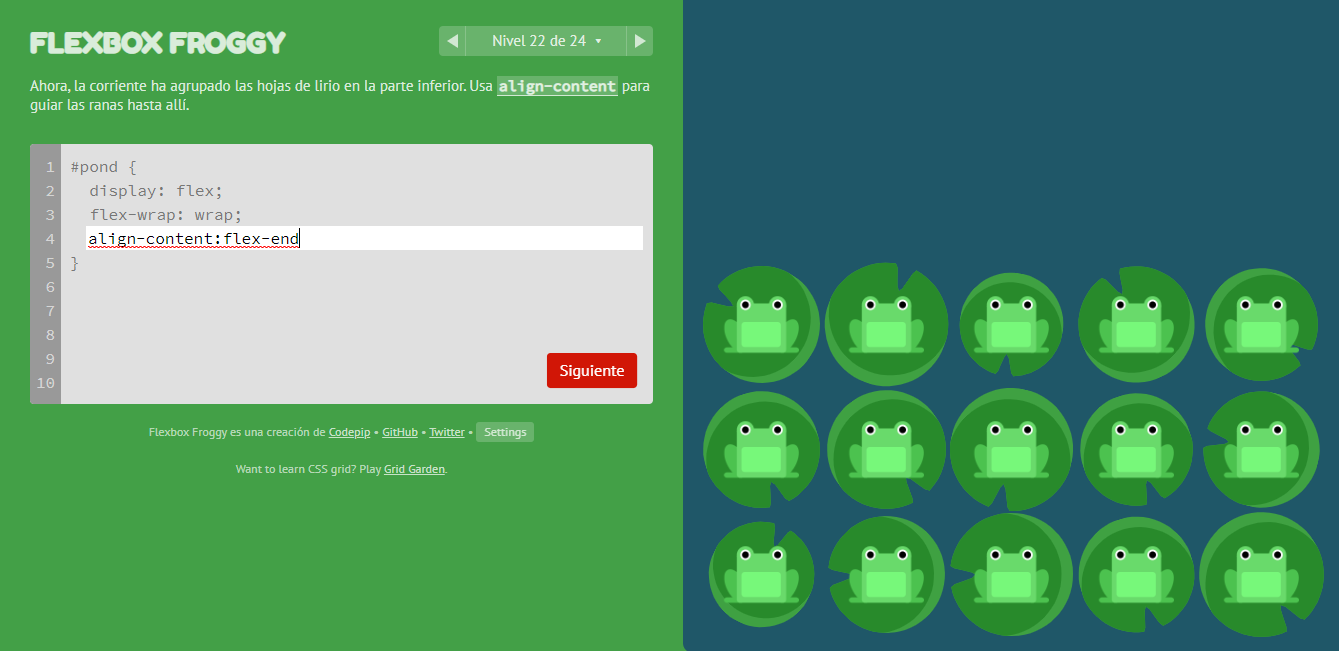 FLEXBOX FROGGY
Nivel 22 de 24
Ahora, la corriente ha agrupado las hojas de lirio en la parte inferior. Usa align-content para
guiar las ranas hasta allí.
1 #pond {
2 display: flex;
3 flex-wrap: wrap;
4 align-content:flex-end
5 }
6
7
8
9
10
Siguiente
Flexbox Froggy es una creación de Codepip • GitHub • Twitter • Settings
Want to learn CSS grid? Play Grid Garden.